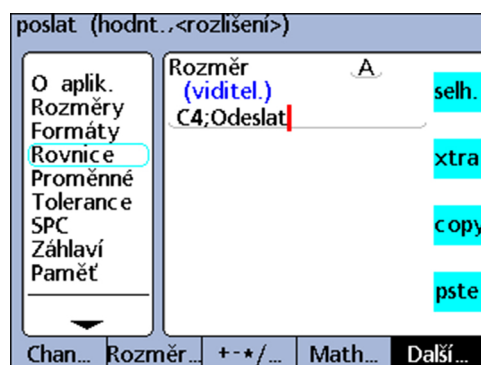 poslat (hodnt.,<rozlišení>)
O aplik.
Rozměry
Formáty
Rovnice
Proměnné
Tolerance
SPC
Záhlaví
Paměť
Rozměr A
(viditel.)
C4;Odeslat
selh.
xtra
copy
pste
Chan... Rozměr... +-*/... Math... Další...